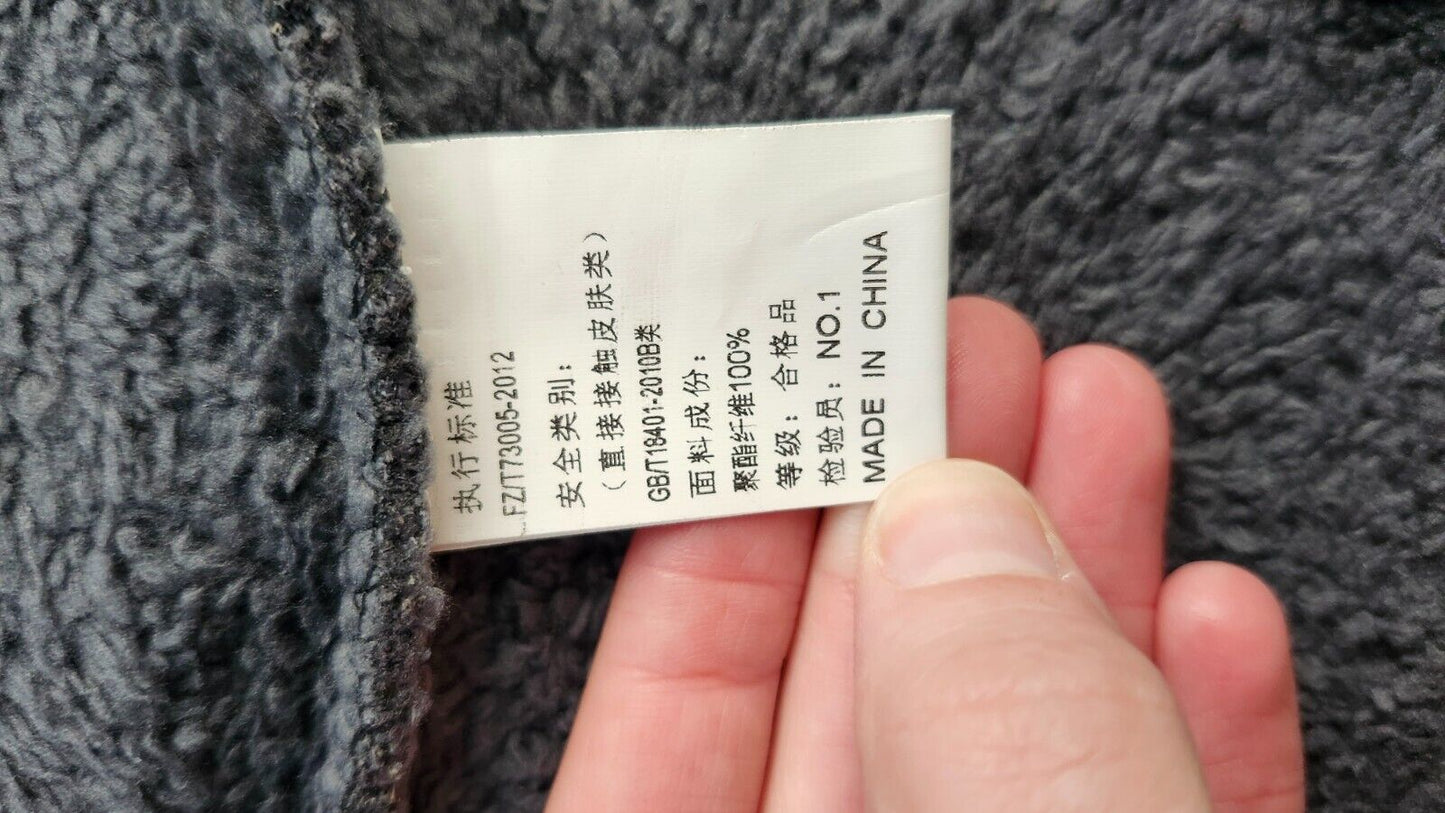 执行标准
FZ/T73005-2012
安全类别：
（直接接触皮肤类）
GB/T18401-2010B类
面料成份：
聚酯纤维100%
等级：合格品
检验员：NO.1
MADE IN CHINA